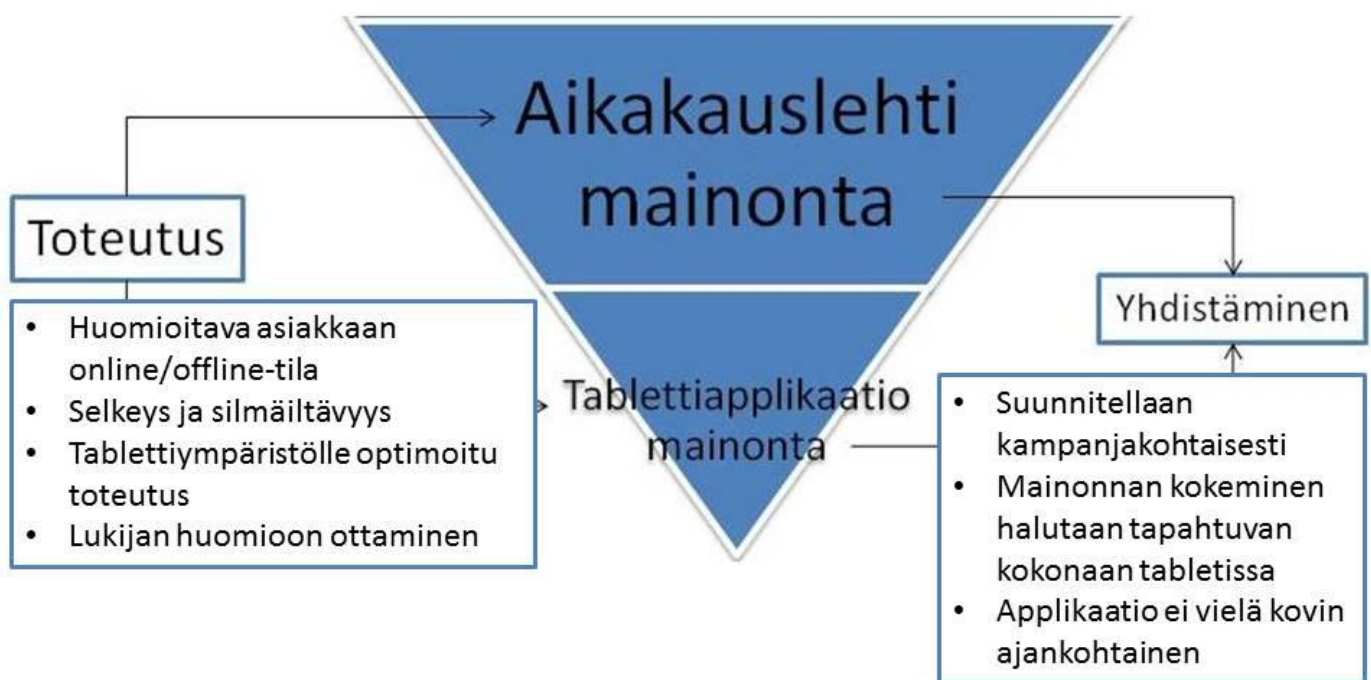 Aikakauslehti
mainonta
Toteutus
• Huomioitava asiakkaan
online/offline-tila
• Selkeys ja silmäiltävyys
• Tablettiympäristölle optimoitu
toteutus
• Lukijan huomioon ottaminen
Tablettiapplikaatio
mainonta
Yhdistäminen
• Suunnitellaan
kampanjakohtaisesti
• Mainonnan kokeminen
halutaan tapahtuvan
kokonaan tabletissa
• Applikaatio ei vielä kovin
ajankohtainen